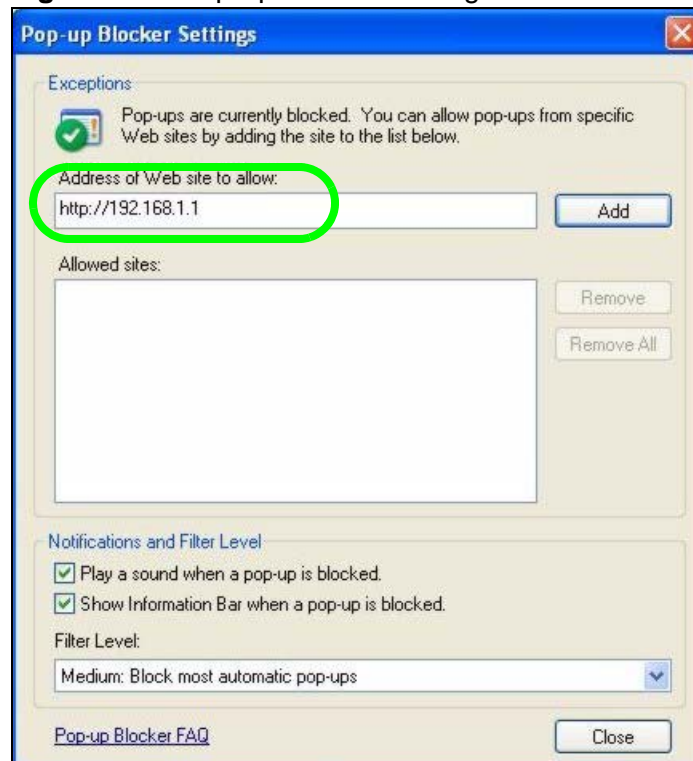 Pop-up Blocker Settings
Exceptions
Pop-ups are currently blocked. You can allow pop-ups from specific
Web sites by adding the site to the list below.
Address of Web site to allow:
http://192.168.1.1
Add
Allowed sites:
Remove
Remove All
Notifications and Filter Level
Play a sound when a pop-up is blocked.
Show Information Bar when a pop-up is blocked.
Filter Level:
Medium: Block most automatic pop-ups
Pop-up Blocker FAQ
Close